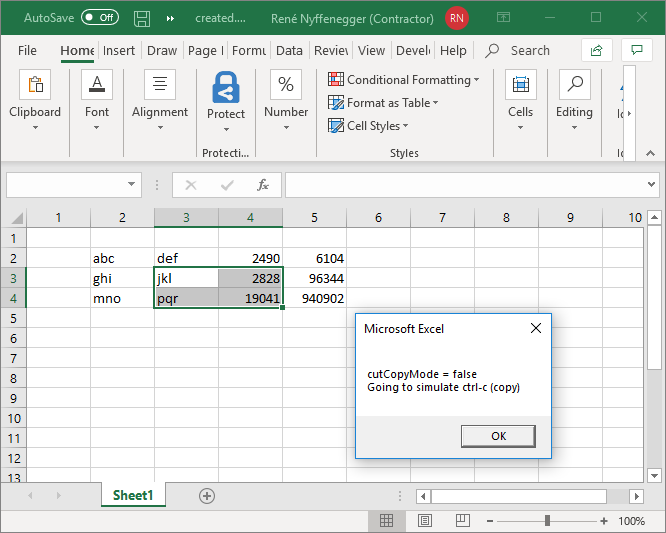 AutoSave Off created.... René Nyffenegger (Contractor) RN
File Home Insert Draw Page Formu Data Review View Develo Help Search
Clipboard
Font
Alignment
Protect
Protecti...
%
Number
Conditional Formatting
Format as Table
Cell Styles
Styles
Cells
Editing
fx
1 2 3 4 5 6 7 8 9 10
1
2 abc def 2490 6104
3 ghi jkl 2828 96344
4 mno pqr 19041 940902
5
6
7
8
9
10
11
12
13
Microsoft Excel
cutCopyMode = false
Going to simulate ctrl-c (copy)
OK
Sheet1
100%